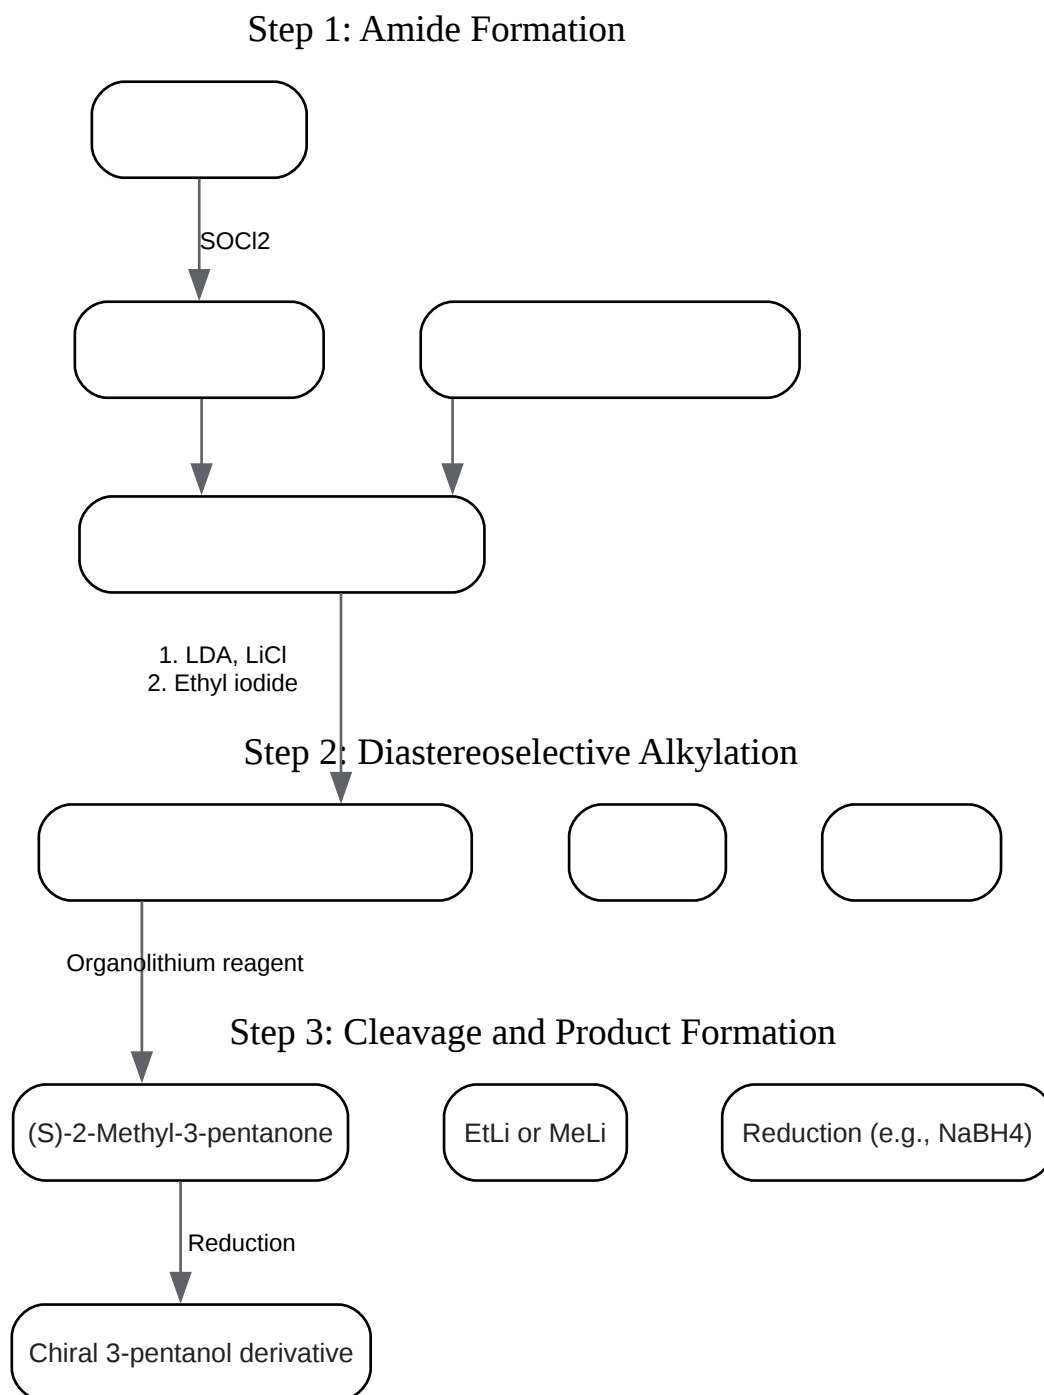 Step 1: Amide Formation
SOCl2
1. LDA, LiCl
2. Ethyl iodide
Step 2: Diastereoselective Alkylation
Organolithium reagent
Step 3: Cleavage and Product Formation
(S)-2-Methyl-3-pentanone
EtLi or MeLi
Reduction (e.g., NaBH4)
Reduction
Chiral 3-pentanol derivative